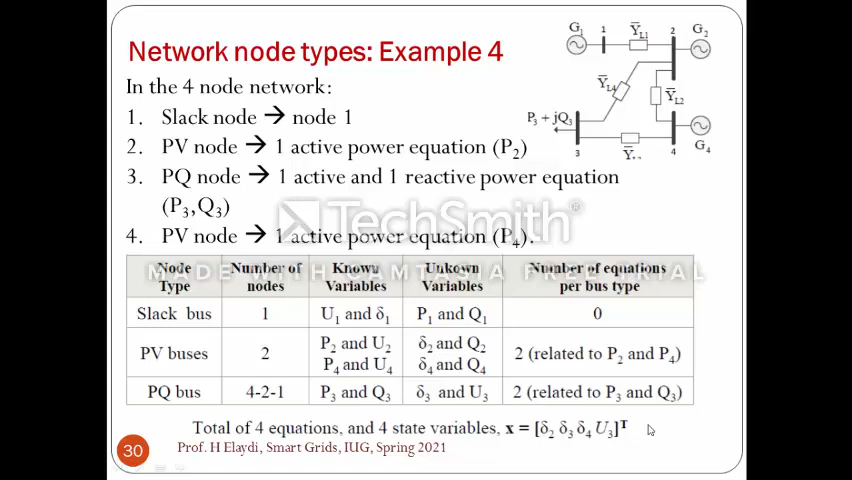 Network node types: Example 4
In the 4 node network:
1. Slack node → node 1
2. PV node → 1 active power equation (P₂)
3. PQ node → 1 active and 1 reactive power equation
(P₃,Q₃)
4. PV node → 1 active power equation (P₄).
G₁ 1 Y̅L1 2 G₂
Y̅L4
Y̅L2
P₃ + jQ₃
3 4 G₄
TechSmith®
MADE WITH CAMTASIA FREE TRIAL
Node Type | Number of nodes | Known Variables | Unkown Variables | Number of equations per bus type
Slack bus | 1 | U₁ and δ₁ | P₁ and Q₁ | 0
PV buses | 2 | P₂ and U₂ P₄ and U₄ | δ₂ and Q₂ δ₄ and Q₄ | 2 (related to P₂ and P₄)
PQ bus | 4-2-1 | P₃ and Q₃ | δ₃ and U₃ | 2 (related to P₃ and Q₃)
Total of 4 equations, and 4 state variables, x = [δ₂ δ₃ δ₄ U₃]ᵀ
30 Prof. H Elaydi, Smart Grids, IUG, Spring 2021